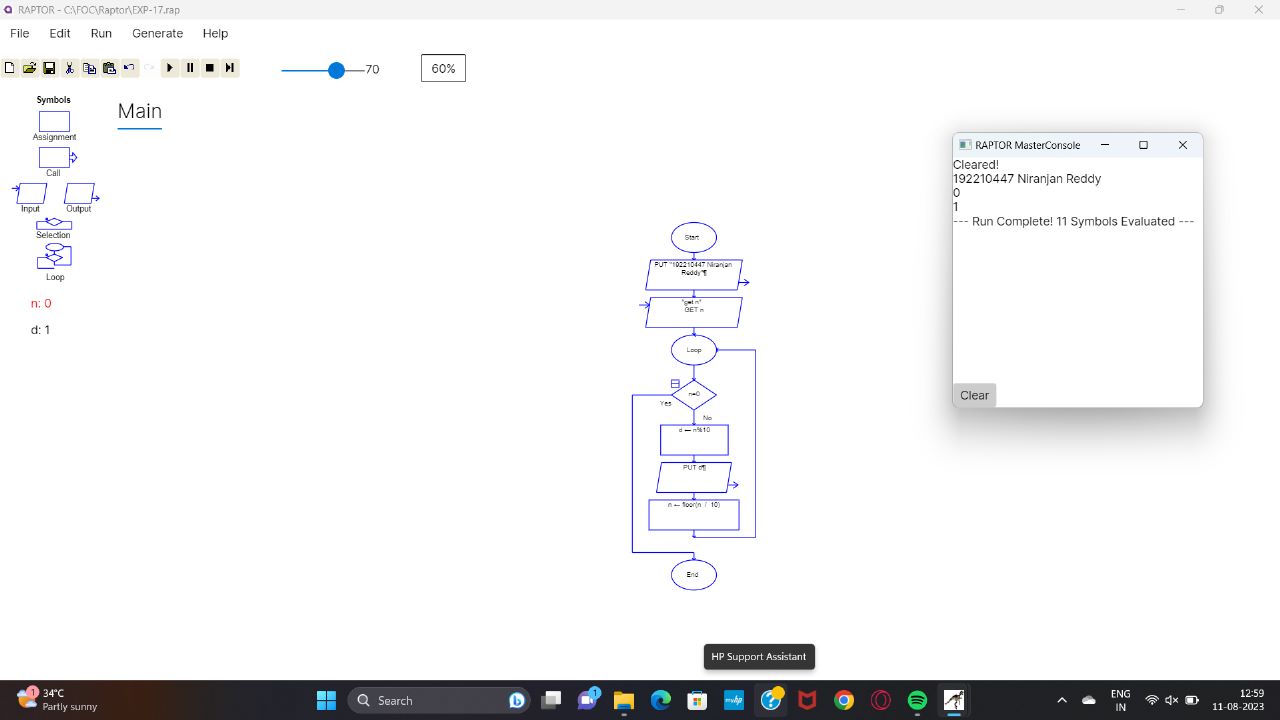 RAPTOR - C:\FOC\Raptor\EXP-17.rap
File Edit Run Generate Help
70
60%
Symbols
Assignment
Call
Input Output
Selection
Loop
n: 0
d: 1
Main
Start
PUT "192210447 Niranjan
Reddy"¶
"get n"
GET n
Loop
n=0
Yes
No
d ← n%10
PUT d¶
n ← floor(n / 10)
End
RAPTOR MasterConsole
Cleared!
192210447 Niranjan Reddy
0
1
--- Run Complete! 11 Symbols Evaluated ---
Clear
HP Support Assistant
1
34°C
Partly sunny
Search
1
myhp
ENG
IN
12:59
11-08-2023